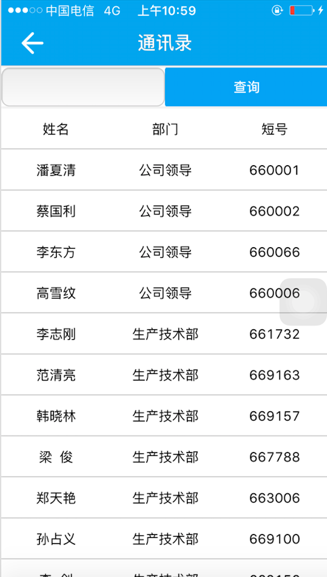 中国电信 4G 上午10:59
通讯录
查询
姓名 部门 短号
潘夏清 公司领导 660001
蔡国利 公司领导 660002
李东方 公司领导 660066
高雪纹 公司领导 660006
李志刚 生产技术部 661732
范清亮 生产技术部 669163
韩晓林 生产技术部 669157
梁 俊 生产技术部 667788
郑天艳 生产技术部 663006
孙占义 生产技术部 669100
生产技术部